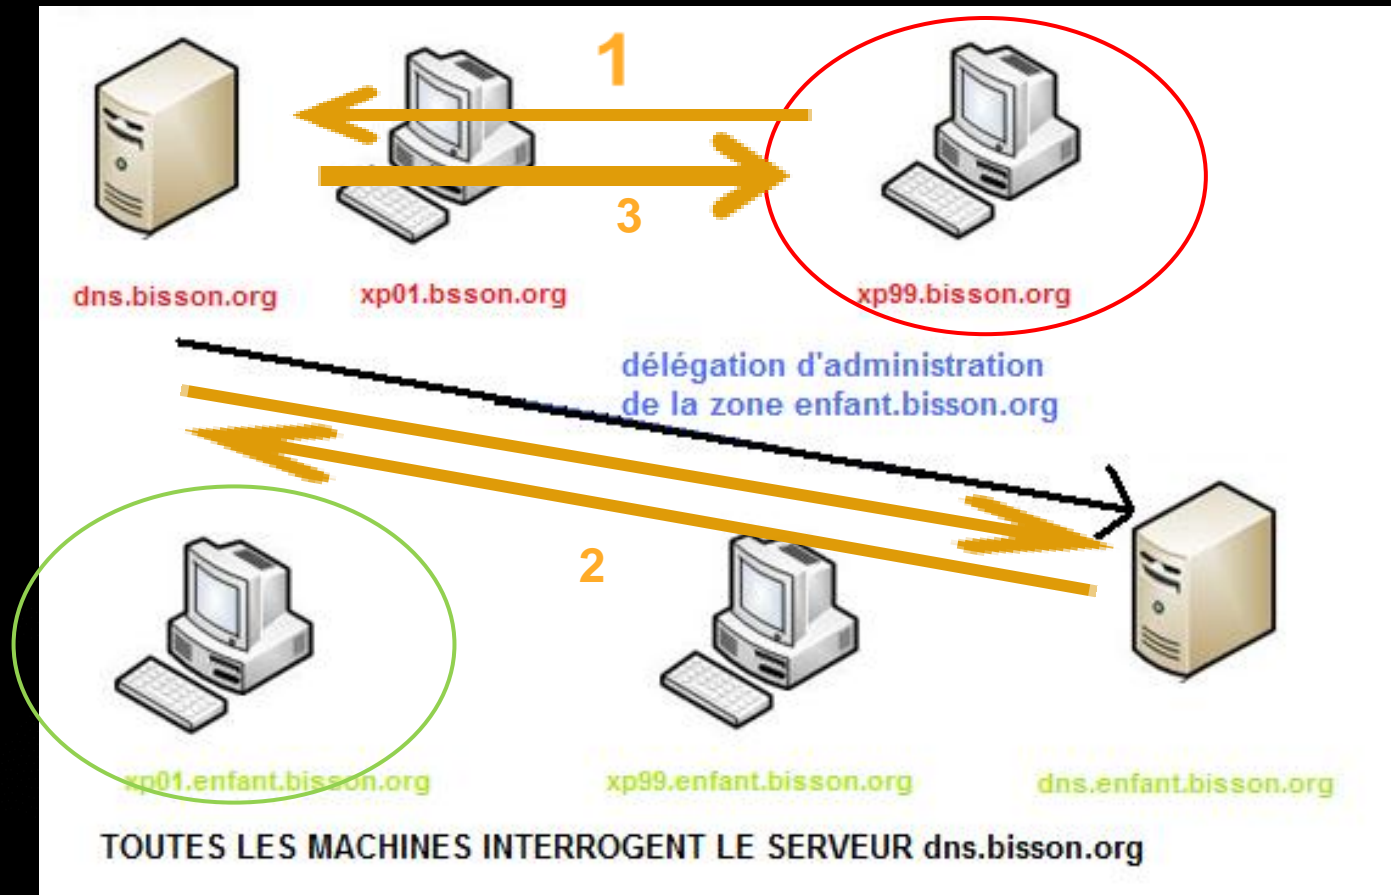 1
3
dns.bisson.org
xp01.bsson.org
xp99.bisson.org
délégation d'administration
de la zone enfant.bisson.org
2
xp01.enfant.bisson.org
xp99.enfant.bisson.org
dns.enfant.bisson.org
TOUTES LES MACHINES INTERROGENT LE SERVEUR dns.bisson.org